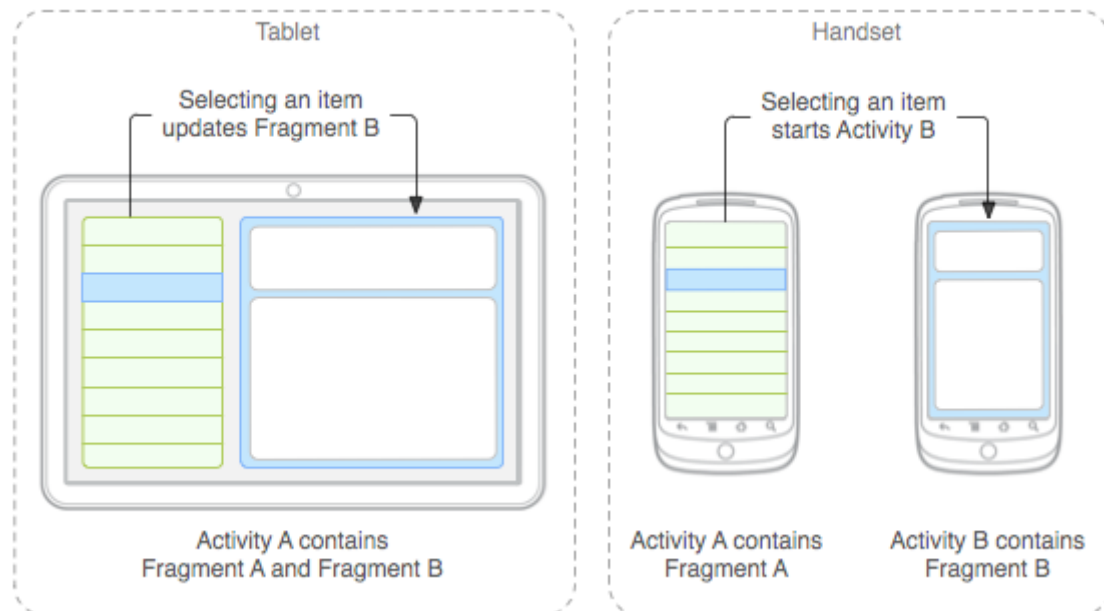 Tablet
Selecting an item
updates Fragment B
Activity A contains
Fragment A and Fragment B
Handset
Selecting an item
starts Activity B
Activity A contains
Fragment A
Activity B contains
Fragment B